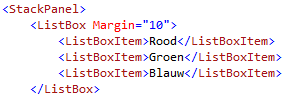 <StackPanel>
<ListBox Margin="10">
<ListBoxItem>Rood</ListBoxItem>
<ListBoxItem>Groen</ListBoxItem>
<ListBoxItem>Blauw</ListBoxItem>
</ListBox>